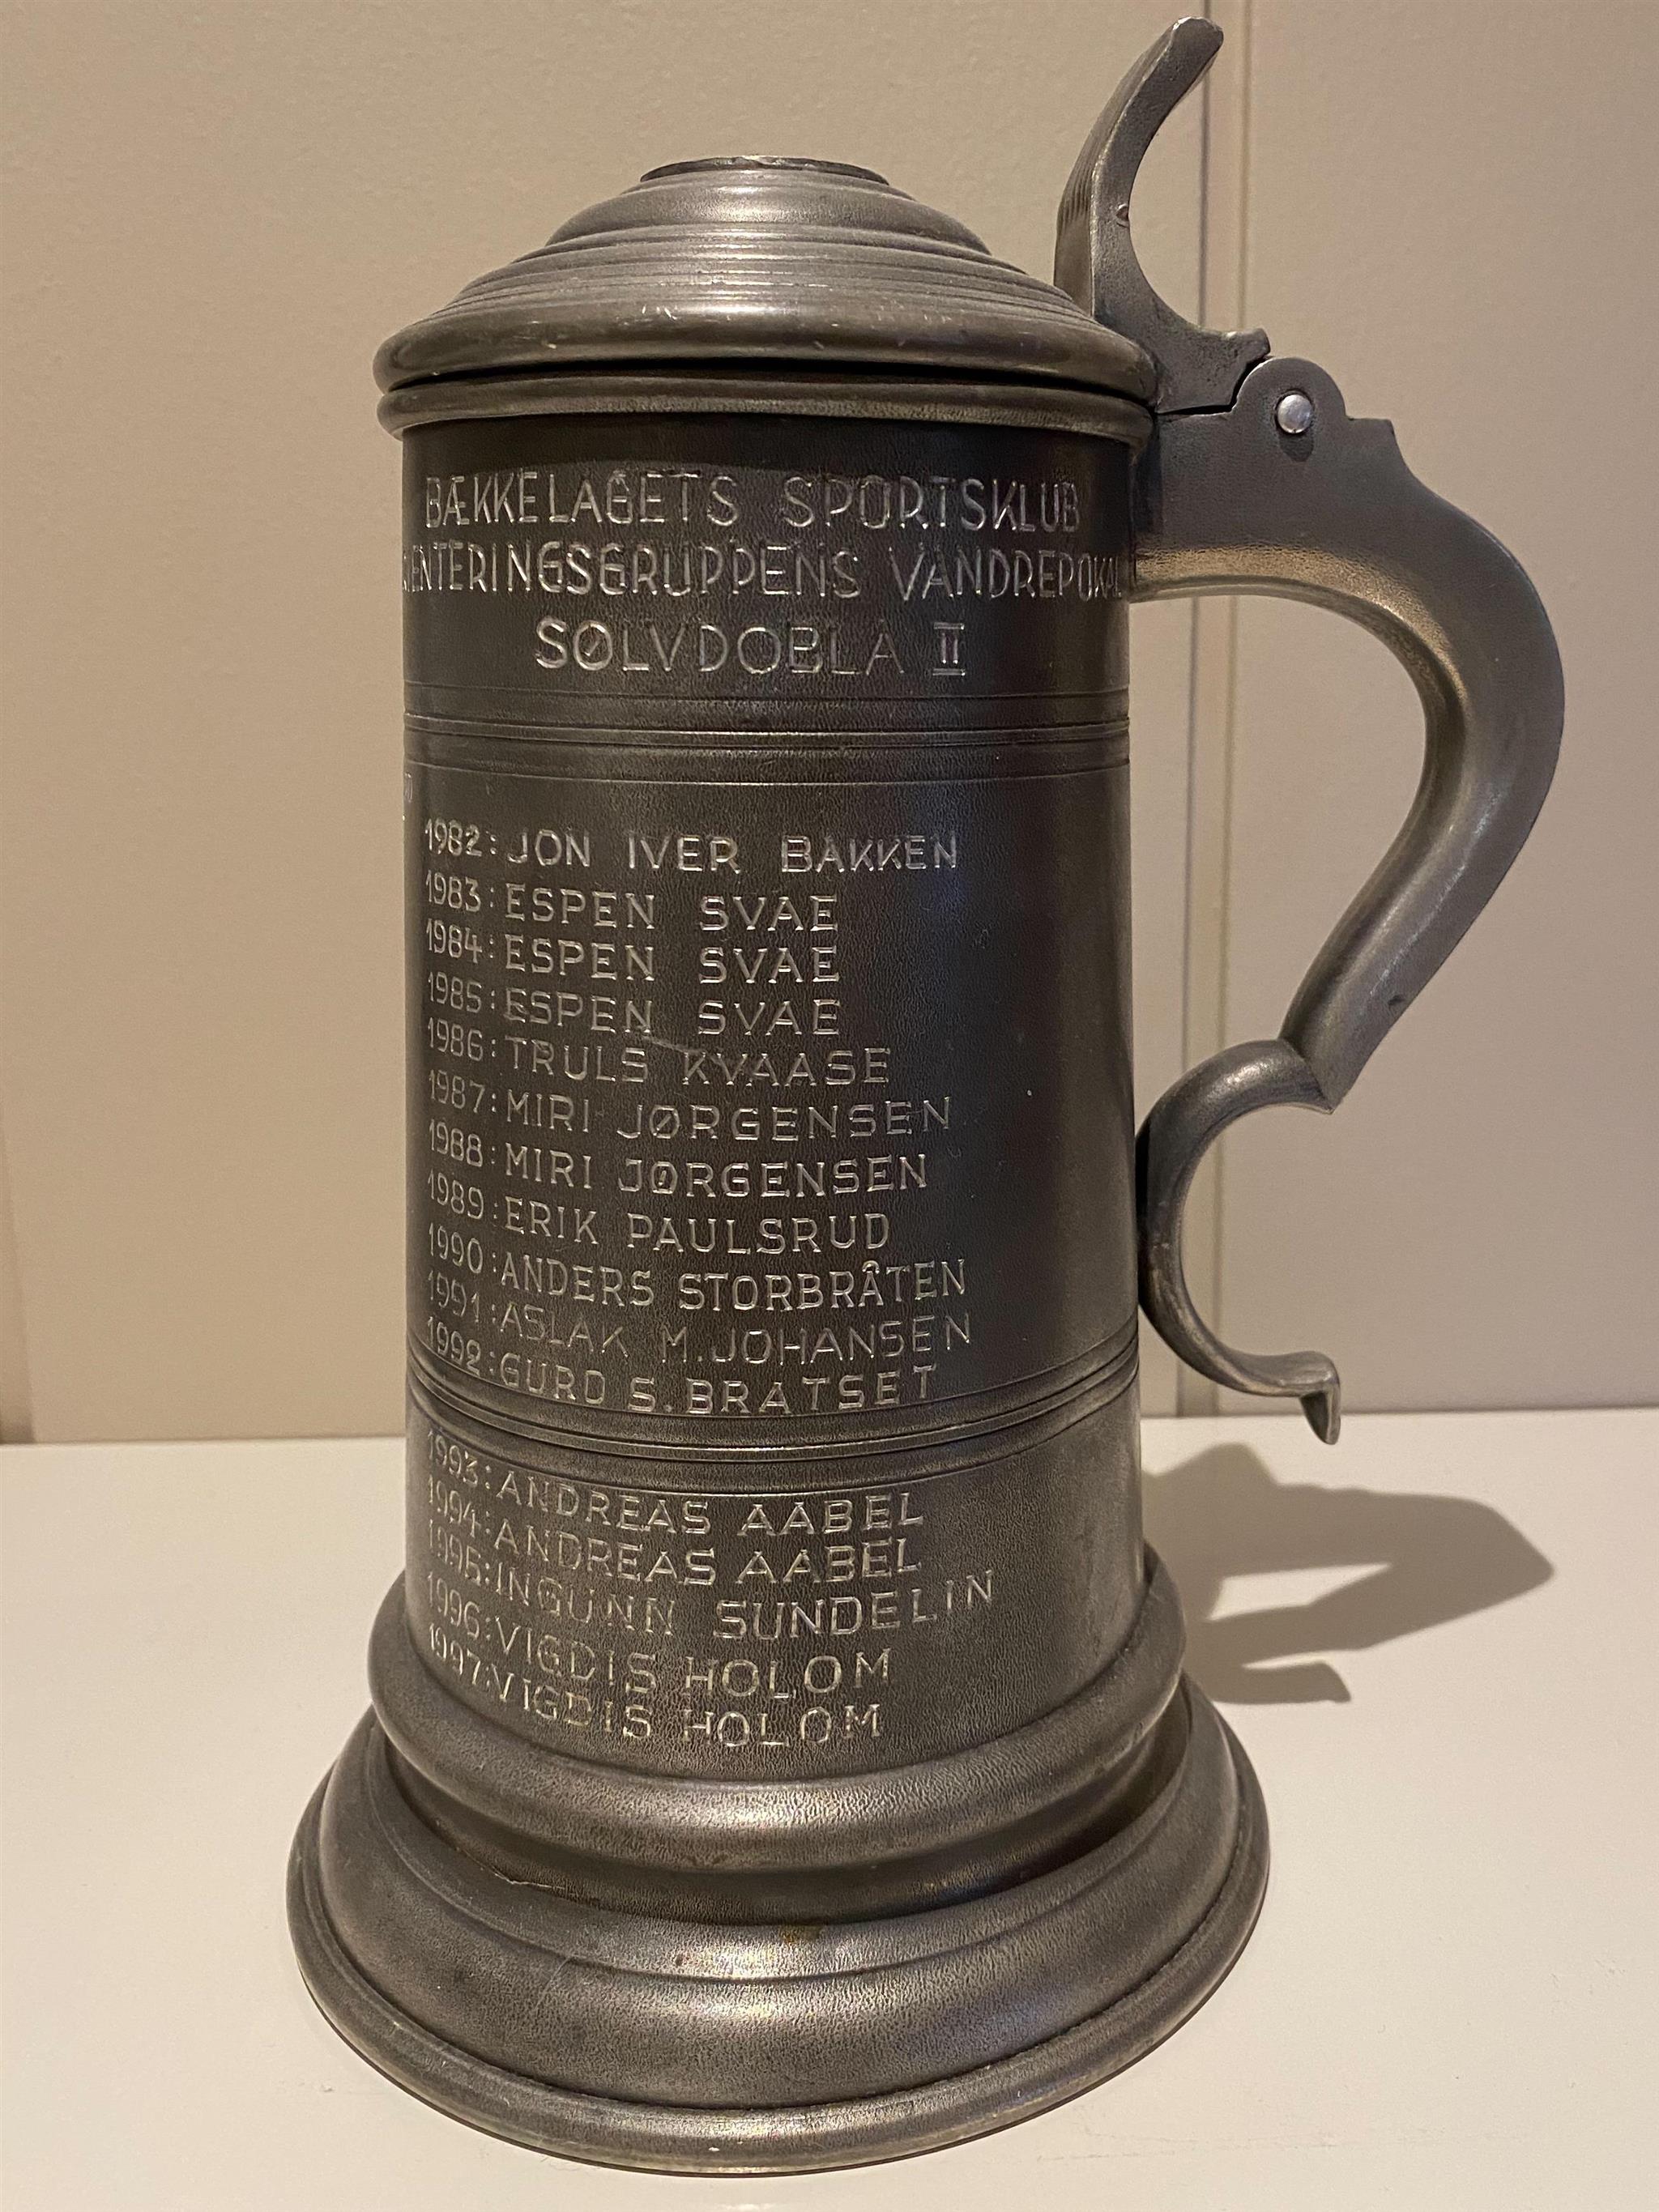 BÆKKELAGETS SPORTSKLUB
VANDREPOKAL
SØLVDOBLA II
1982: JON IVER BAKKEN
1983: ESPEN SVAE
1984: ESPEN SVAE
1985: ESPEN SVAE
1986: TRULS KVAASE
1987: MIRI JØRGENSEN
1988: MIRI JØRGENSEN
1989: ERIK PAULSRUD
1990: ANDERS STORBRÅTEN
1991: ASLAK M. JOHANSEN
1992: GURO S. BRATSET
1993: ANDREAS AABEL
1994: ANDREAS AABEL
1995: INGUNN SUNDELIN
1996: VIGDIS HOLOM
1997: VIGDIS HOLOM